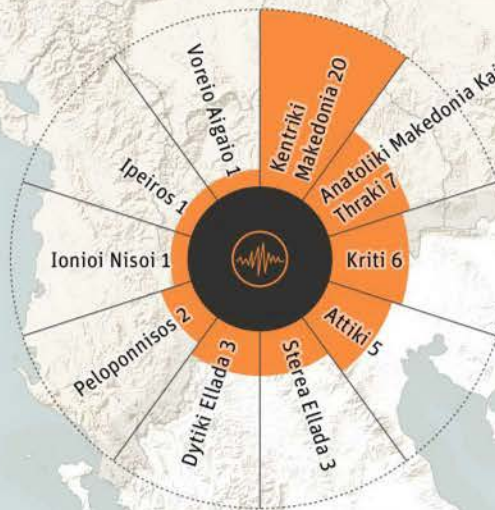 Kentriki
Makedonia 20
Anatoliki Makedonia Kai
Thraki 7
Kriti 6
Attiki 5
Sterea Ellada 3
Dytiki Ellada 3
Peloponnisos 2
Ionioi Nisoi 1
Ipeiros 1
Voreio Aigaio 1